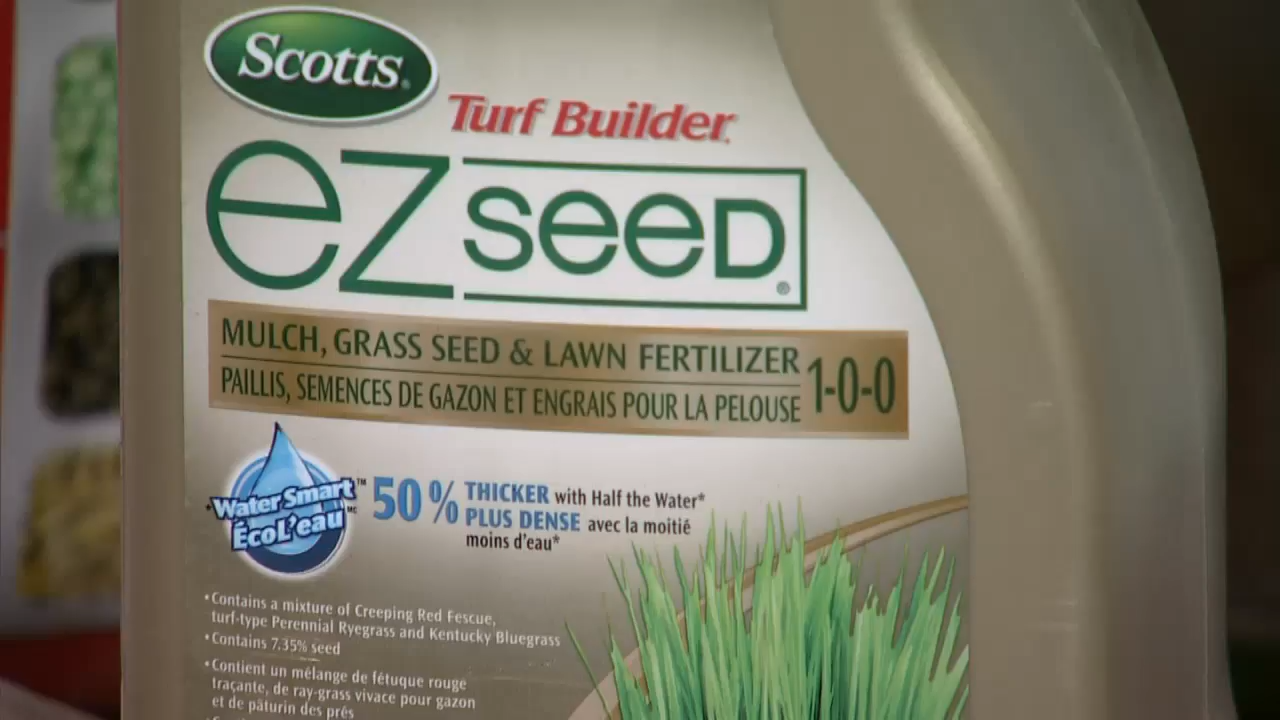 Scotts®
Turf Builder®
ez seed®
MULCH, GRASS SEED & LAWN FERTILIZER
PAILLIS, SEMENCES DE GAZON ET ENGRAIS POUR LA PELOUSE
1-0-0
Water Smart™
ÉcoL'eau MC
50% THICKER with Half the Water*
PLUS DENSE avec la moitié
moins d'eau*
•Contains a mixture of Creeping Red Fescue,
turf-type Perennial Ryegrass and Kentucky Bluegrass
•Contains 7.35% seed
•Contient un mélange de fétuque rouge
traçante, de ray-grass vivace pour gazon
et de pâturin des prés